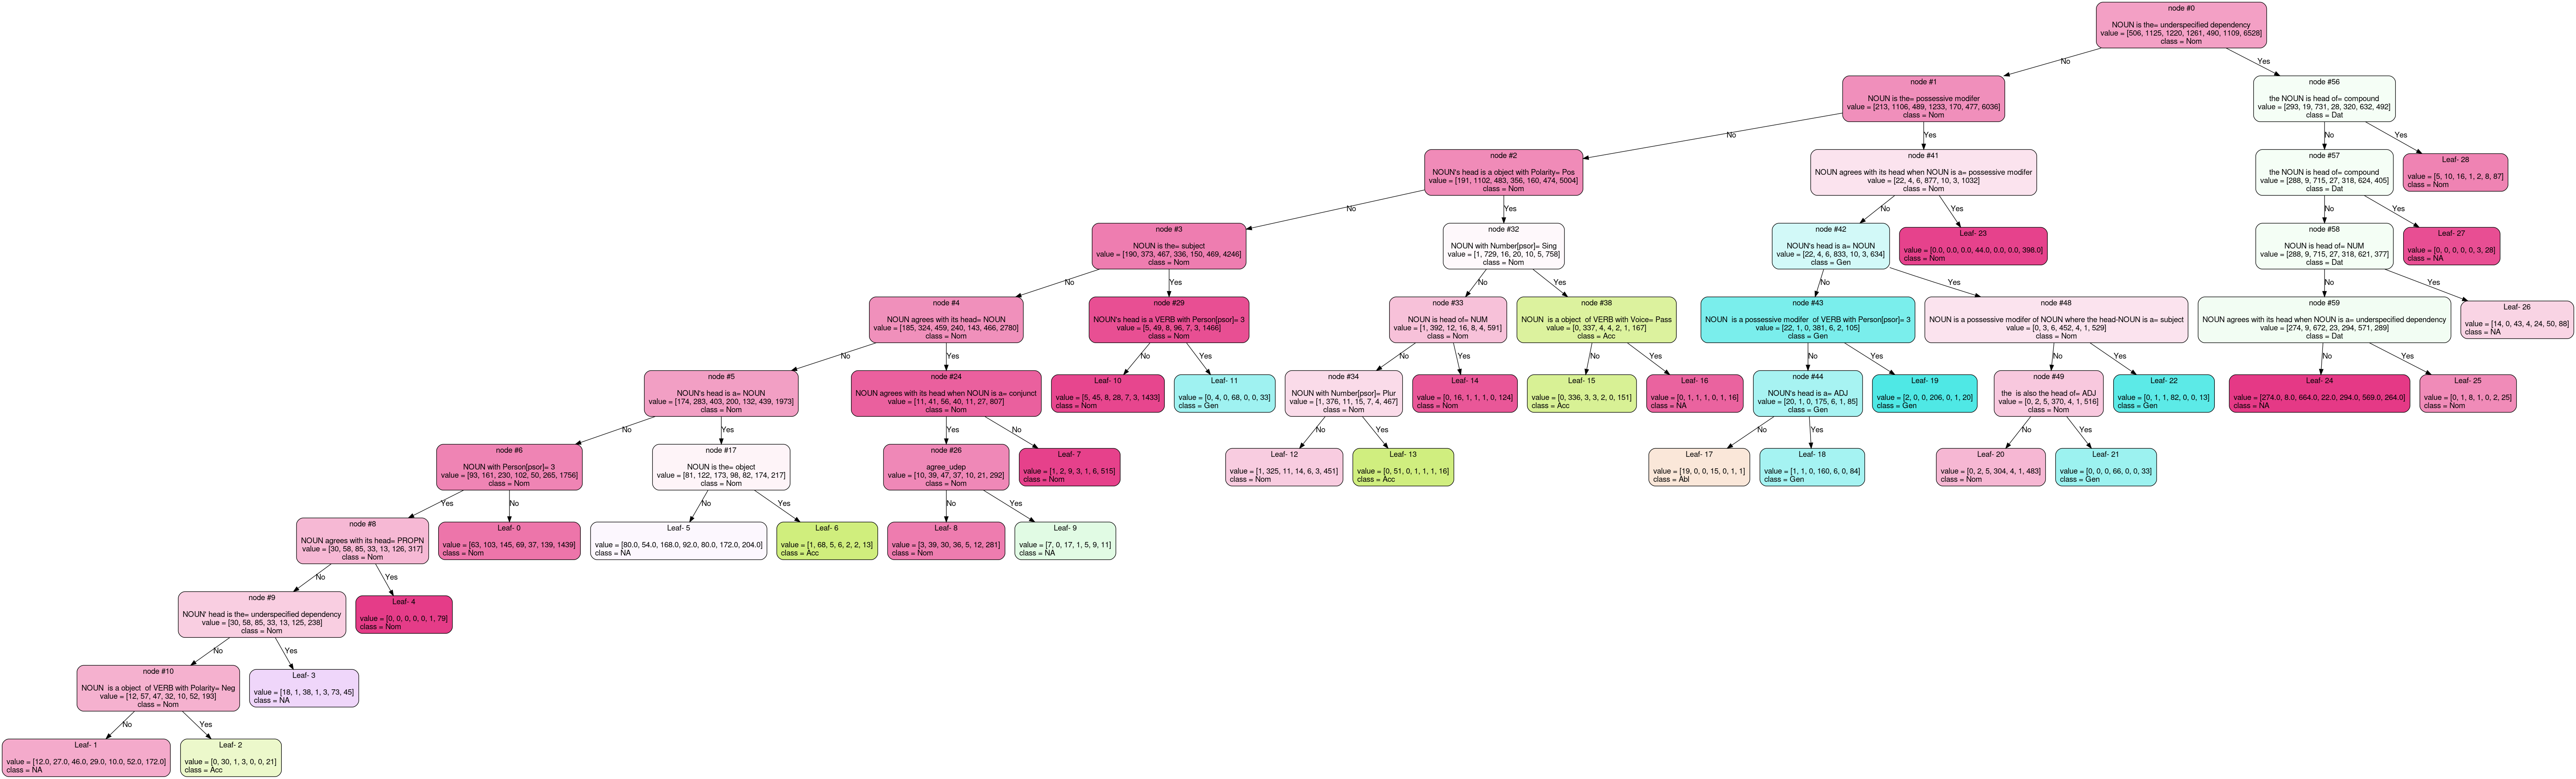 node #0
NOUN is the= underspecified dependency
value = [506, 1125, 1220, 1261, 490, 1109, 6528]
class = Nom
No
Yes
node #1
NOUN is the= possessive modifer
value = [213, 1106, 489, 1233, 170, 477, 6036]
class = Nom
node #56
the NOUN is head of= compound
value = [293, 19, 731, 28, 320, 632, 492]
class = Dat
No
Yes
No
Yes
node #2
NOUN's head is a object with Polarity= Pos
value = [191, 1102, 483, 356, 160, 474, 5004]
class = Nom
node #41
NOUN agrees with its head when NOUN is a= possessive modifer
value = [22, 4, 6, 877, 10, 3, 1032]
class = Nom
node #57
the NOUN is head of= compound
value = [288, 9, 715, 27, 318, 624, 405]
class = Dat
Leaf- 28
value = [5, 10, 16, 1, 2, 8, 87]
class = Nom
No
Yes
No
Yes
No
Yes
node #3
NOUN is the= subject
value = [190, 373, 467, 336, 150, 469, 4246]
class = Nom
node #32
NOUN with Number[psor]= Sing
value = [1, 729, 16, 20, 10, 5, 758]
class = Nom
node #42
NOUN's head is a= NOUN
value = [22, 4, 6, 833, 10, 3, 634]
class = Gen
Leaf- 23
value = [0.0, 0.0, 0.0, 44.0, 0.0, 0.0, 398.0]
class = Nom
node #58
NOUN is head of= NUM
value = [288, 9, 715, 27, 318, 621, 377]
class = Dat
Leaf- 27
value = [0, 0, 0, 0, 0, 3, 28]
class = NA
No
Yes
No
Yes
No
Yes
No
Yes
node #4
NOUN agrees with its head= NOUN
value = [185, 324, 459, 240, 143, 466, 2780]
class = Nom
node #29
NOUN's head is a VERB with Person[psor]= 3
value = [5, 49, 8, 96, 7, 3, 1466]
class = Nom
node #33
NOUN is head of= NUM
value = [1, 392, 12, 16, 8, 4, 591]
class = Nom
node #38
NOUN  is a object  of VERB with Voice= Pass
value = [0, 337, 4, 4, 2, 1, 167]
class = Acc
node #43
NOUN  is a possessive modifer  of VERB with Person[psor]= 3
value = [22, 1, 0, 381, 6, 2, 105]
class = Gen
node #48
NOUN is a possessive modifer of NOUN where the head-NOUN is a= subject
value = [0, 3, 6, 452, 4, 1, 529]
class = Nom
node #59
NOUN agrees with its head when NOUN is a= underspecified dependency
value = [274, 9, 672, 23, 294, 571, 289]
class = Dat
Leaf- 26
value = [14, 0, 43, 4, 24, 50, 88]
class = NA
No
Yes
No
Yes
No
Yes
No
Yes
No
Yes
No
Yes
No
Yes
node #5
NOUN's head is a= NOUN
value = [174, 283, 403, 200, 132, 439, 1973]
class = Nom
node #24
NOUN agrees with its head when NOUN is a= conjunct
value = [11, 41, 56, 40, 11, 27, 807]
class = Nom
Leaf- 10
value = [5, 45, 8, 28, 7, 3, 1433]
class = Nom
Leaf- 11
value = [0, 4, 0, 68, 0, 0, 33]
class = Gen
node #34
NOUN with Number[psor]= Plur
value = [1, 376, 11, 15, 7, 4, 467]
class = Nom
Leaf- 14
value = [0, 16, 1, 1, 1, 0, 124]
class = Nom
Leaf- 15
value = [0, 336, 3, 3, 2, 0, 151]
class = Acc
Leaf- 16
value = [0, 1, 1, 1, 0, 1, 16]
class = NA
node #44
NOUN's head is a= ADJ
value = [20, 1, 0, 175, 6, 1, 85]
class = Gen
Leaf- 19
value = [2, 0, 0, 206, 0, 1, 20]
class = Gen
node #49
the  is also the head of= ADJ
value = [0, 2, 5, 370, 4, 1, 516]
class = Nom
Leaf- 22
value = [0, 1, 1, 82, 0, 0, 13]
class = Gen
Leaf- 24
value = [274.0, 8.0, 664.0, 22.0, 294.0, 569.0, 264.0]
class = NA
Leaf- 25
value = [0, 1, 8, 1, 0, 2, 25]
class = Nom
No
Yes
Yes
No
No
Yes
No
Yes
No
Yes
node #6
NOUN with Person[psor]= 3
value = [93, 161, 230, 102, 50, 265, 1756]
class = Nom
node #17
NOUN is the= object
value = [81, 122, 173, 98, 82, 174, 217]
class = Nom
node #26
agree_udep
value = [10, 39, 47, 37, 10, 21, 292]
class = Nom
Leaf- 7
value = [1, 2, 9, 3, 1, 6, 515]
class = Nom
Leaf- 12
value = [1, 325, 11, 14, 6, 3, 451]
class = Nom
Leaf- 13
value = [0, 51, 0, 1, 1, 1, 16]
class = Acc
Leaf- 17
value = [19, 0, 0, 15, 0, 1, 1]
class = Abl
Leaf- 18
value = [1, 1, 0, 160, 6, 0, 84]
class = Gen
Leaf- 20
value = [0, 2, 5, 304, 4, 1, 483]
class = Nom
Leaf- 21
value = [0, 0, 0, 66, 0, 0, 33]
class = Gen
Yes
No
No
Yes
No
Yes
node #8
NOUN agrees with its head= PROPN
value = [30, 58, 85, 33, 13, 126, 317]
class = Nom
Leaf- 0
value = [63, 103, 145, 69, 37, 139, 1439]
class = Nom
Leaf- 5
value = [80.0, 54.0, 168.0, 92.0, 80.0, 172.0, 204.0]
class = NA
Leaf- 6
value = [1, 68, 5, 6, 2, 2, 13]
class = Acc
Leaf- 8
value = [3, 39, 30, 36, 5, 12, 281]
class = Nom
Leaf- 9
value = [7, 0, 17, 1, 5, 9, 11]
class = NA
No
Yes
node #9
NOUN' head is the= underspecified dependency
value = [30, 58, 85, 33, 13, 125, 238]
class = Nom
Leaf- 4
value = [0, 0, 0, 0, 0, 1, 79]
class = Nom
No
Yes
node #10
NOUN  is a object  of VERB with Polarity= Neg
value = [12, 57, 47, 32, 10, 52, 193]
class = Nom
Leaf- 3
value = [18, 1, 38, 1, 3, 73, 45]
class = NA
No
Yes
Leaf- 1
value = [12.0, 27.0, 46.0, 29.0, 10.0, 52.0, 172.0]
class = NA
Leaf- 2
value = [0, 30, 1, 3, 0, 0, 21]
class = Acc